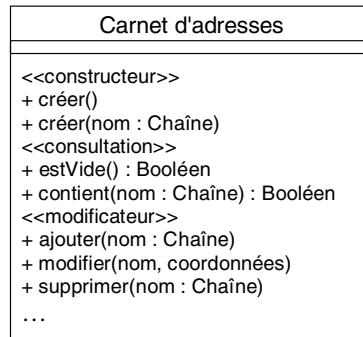 Carnet d'adresses
<<constructeur>>
+ créer()
+ créer(nom : Chaîne)
<<consultation>>
+ estVide() : Booléen
+ contient(nom : Chaîne) : Booléen
<<modificateur>>
+ ajouter(nom : Chaîne)
+ modifier(nom, coordonnées)
+ supprimer(nom : Chaîne)
...